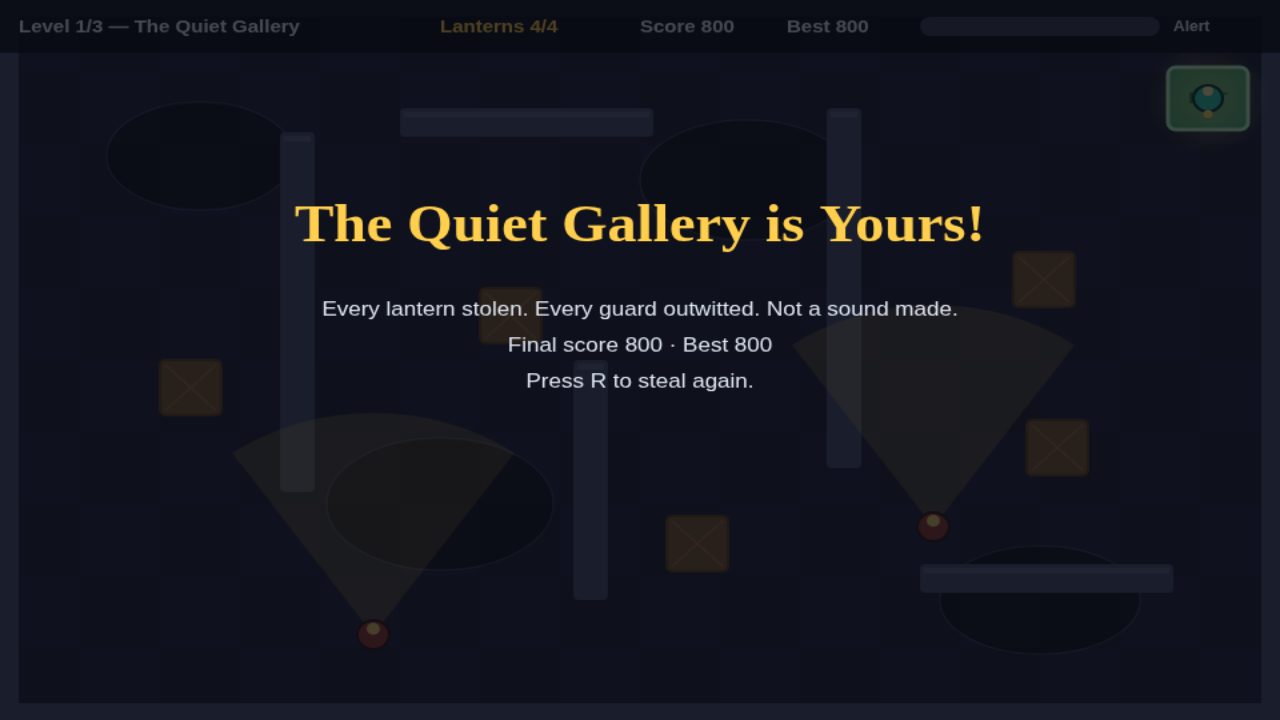 Level 1/3 — The Quiet Gallery Lanterns 4/4 Score 800 Best 800 Alert
The Quiet Gallery is Yours!
Every lantern stolen. Every guard outwitted. Not a sound made.
Final score 800 · Best 800
Press R to steal again.